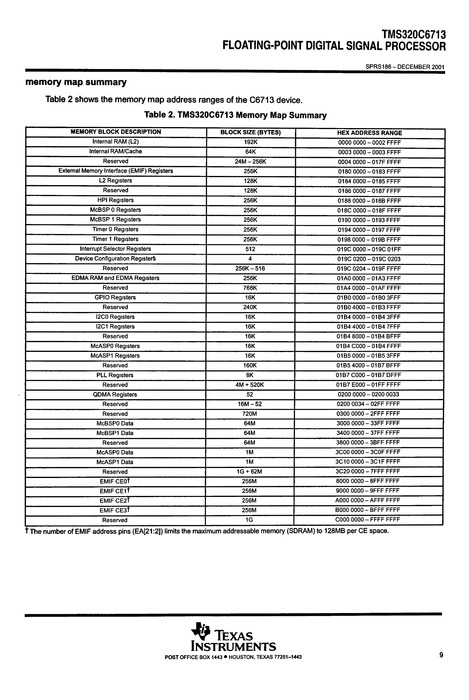 TMS320C6713
FLOATING-POINT DIGITAL SIGNAL PROCESSOR
SPRS186 – DECEMBER 2001
memory map summary
Table 2 shows the memory map address ranges of the C6713 device.
Table 2. TMS320C6713 Memory Map Summary
MEMORY BLOCK DESCRIPTION BLOCK SIZE (BYTES) HEX ADDRESS RANGE
Internal RAM (L2) 192K 0000 0000 – 0002 FFFF
Internal RAM/Cache 64K 0003 0000 – 0003 FFFF
Reserved 24M – 256K 0004 0000 – 017F FFFF
External Memory Interface (EMIF) Registers 256K 0180 0000 – 0183 FFFF
L2 Registers 128K 0184 0000 – 0185 FFFF
Reserved 128K 0186 0000 – 0187 FFFF
HPI Registers 256K 0188 0000 – 018B FFFF
McBSP 0 Registers 256K 018C 0000 – 018F FFFF
McBSP 1 Registers 256K 0190 0000 – 0193 FFFF
Timer 0 Registers 256K 0194 0000 – 0197 FFFF
Timer 1 Registers 256K 0198 0000 – 019B FFFF
Interrupt Selector Registers 512 019C 0000 – 019C 01FF
Device Configuration Registers 4 019C 0200 – 019C 0203
Reserved 256K – 516 019C 0204 – 019F FFFF
EDMA RAM and EDMA Registers 256K 01A0 0000 – 01A3 FFFF
Reserved 768K 01A4 0000 – 01AF FFFF
GPIO Registers 16K 01B0 0000 – 01B0 3FFF
Reserved 240K 01B0 4000 – 01B3 FFFF
I2C0 Registers 16K 01B4 0000 – 01B4 3FFF
I2C1 Registers 16K 01B4 4000 – 01B4 7FFF
Reserved 16K 01B4 8000 – 01B4 BFFF
McASP0 Registers 16K 01B4 C000 – 01B4 FFFF
McASP1 Registers 16K 01B5 0000 – 01B5 3FFF
Reserved 160K 01B5 4000 – 01B7 BFFF
PLL Registers 8K 01B7 C000 – 01B7 DFFF
Reserved 4M + 520K 01B7 E000 – 01FF FFFF
QDMA Registers 52 0200 0000 – 0200 0033
Reserved 16M – 52 0200 0034 – 02FF FFFF
Reserved 720M 0300 0000 – 2FFF FFFF
McBSP0 Data 64M 3000 0000 – 33FF FFFF
McBSP1 Data 64M 3400 0000 – 37FF FFFF
Reserved 64M 3800 0000 – 3BFF FFFF
McASP0 Data 1M 3C00 0000 – 3C0F FFFF
McASP1 Data 1M 3C10 0000 – 3C1F FFFF
Reserved 1G + 62M 3C20 0000 – 7FFF FFFF
EMIF CE0† 256M 8000 0000 – 8FFF FFFF
EMIF CE1† 256M 9000 0000 – 9FFF FFFF
EMIF CE2† 256M A000 0000 – AFFF FFFF
EMIF CE3† 256M B000 0000 – BFFF FFFF
Reserved 1G C000 0000 – FFFF FFFF
† The number of EMIF address pins (EA[21:2]) limits the maximum addressable memory (SDRAM) to 128MB per CE space.
TEXAS
INSTRUMENTS
POST OFFICE BOX 1443 • HOUSTON, TEXAS 77251–1443
9